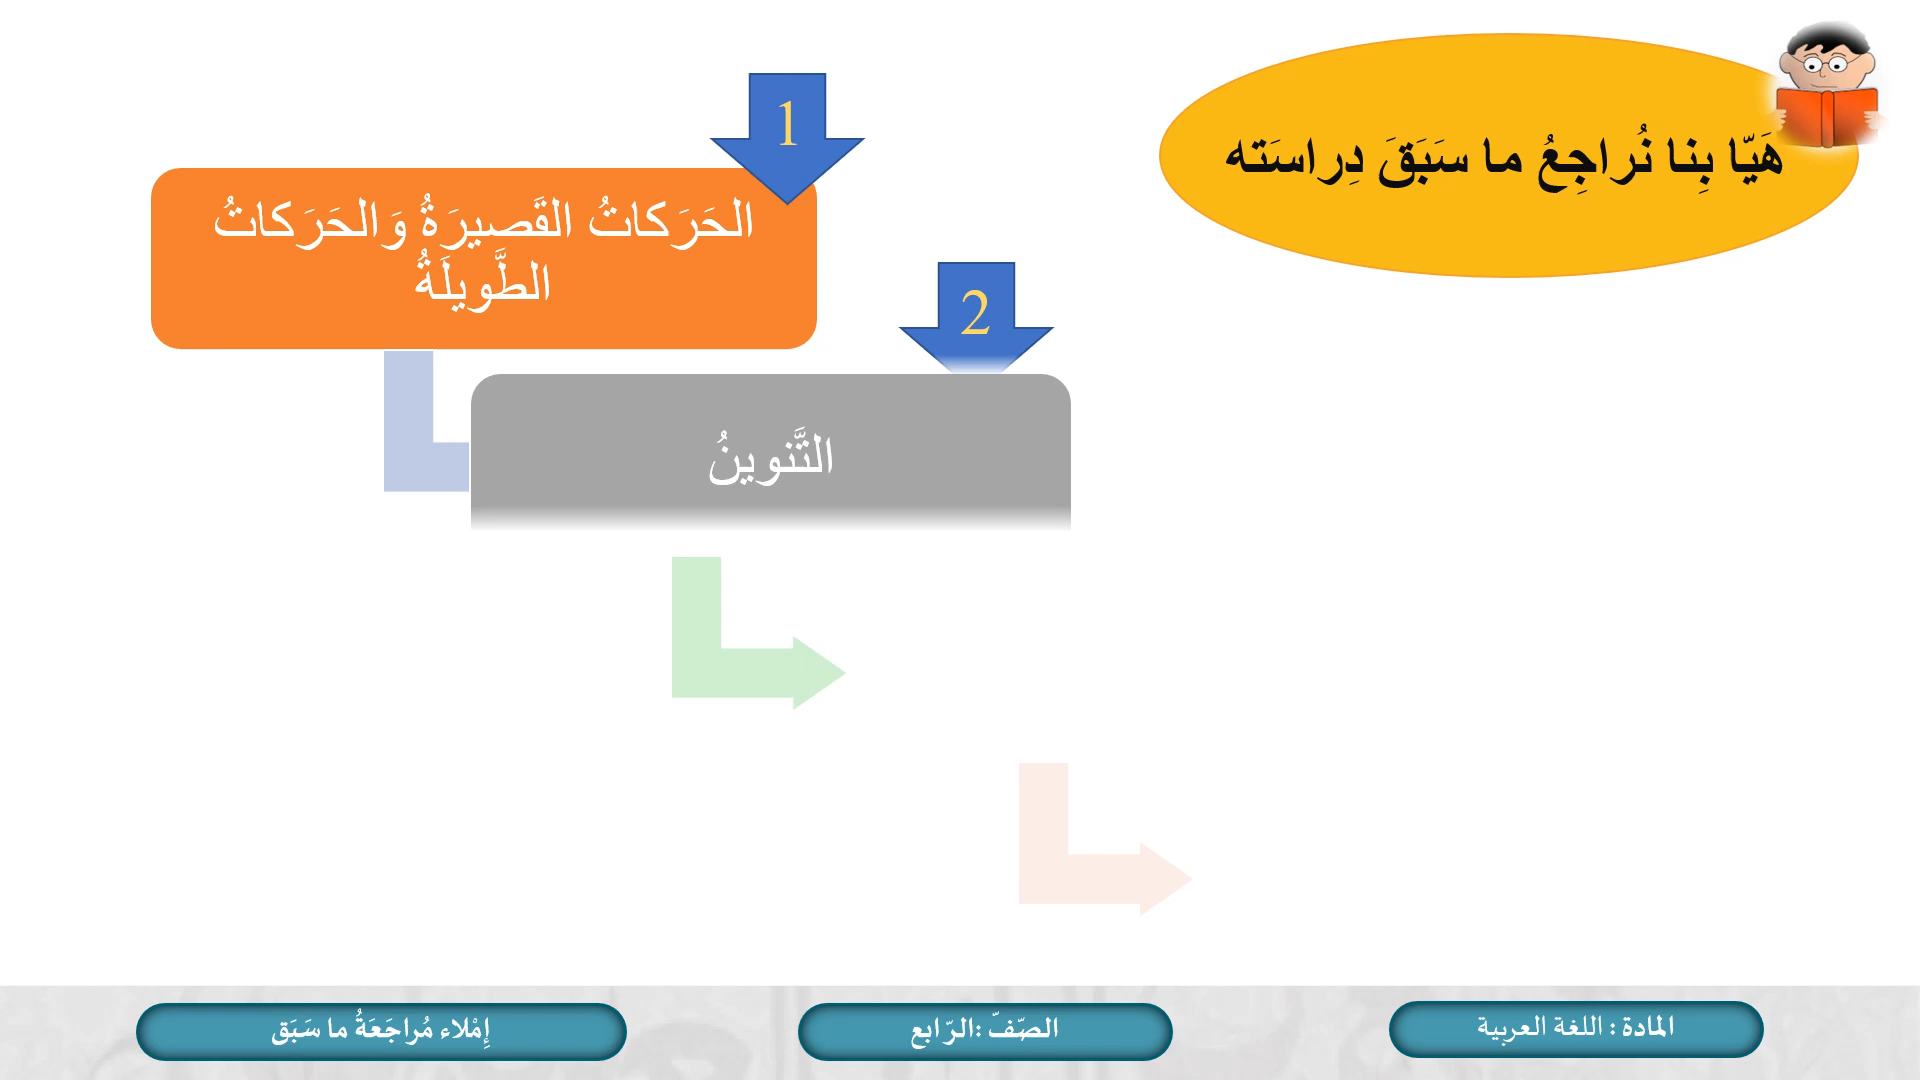 هَيّا بِنا نُراجِعُ ما سَبَقَ دِراسَته
1
الحَرَكاتُ القَصيرَةُ وَالحَرَكاتُ
الطَّويلَةُ
2
التَّنوينُ
المادة : اللغة العربية
الصّفّ :الرّابع
إِمْلاء مُراجَعَةُ ما سَبَق